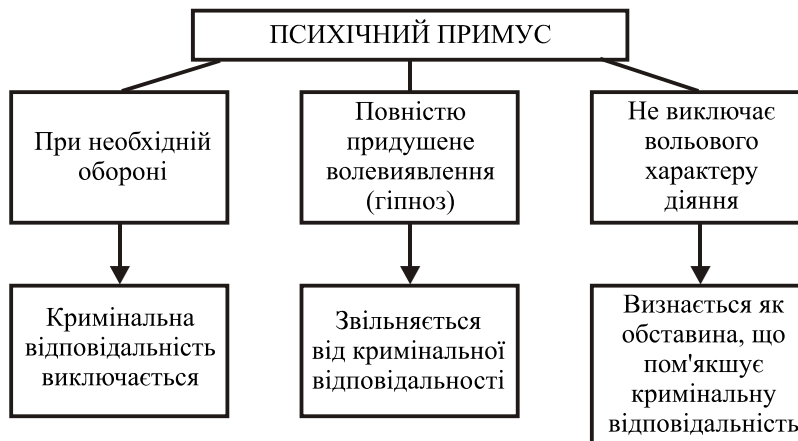 ПСИХІЧНИЙ ПРИМУС
При необхідній
обороні
Повністю
придушене
волевиявлення
(гіпноз)
Не виключає
вольового
характеру
діяння
Кримінальна
відповідальність
виключається
Звільняється
від кримінальної
відповідальності
Визнається як
обставина, що
пом'якшує
кримінальну
відповідальність